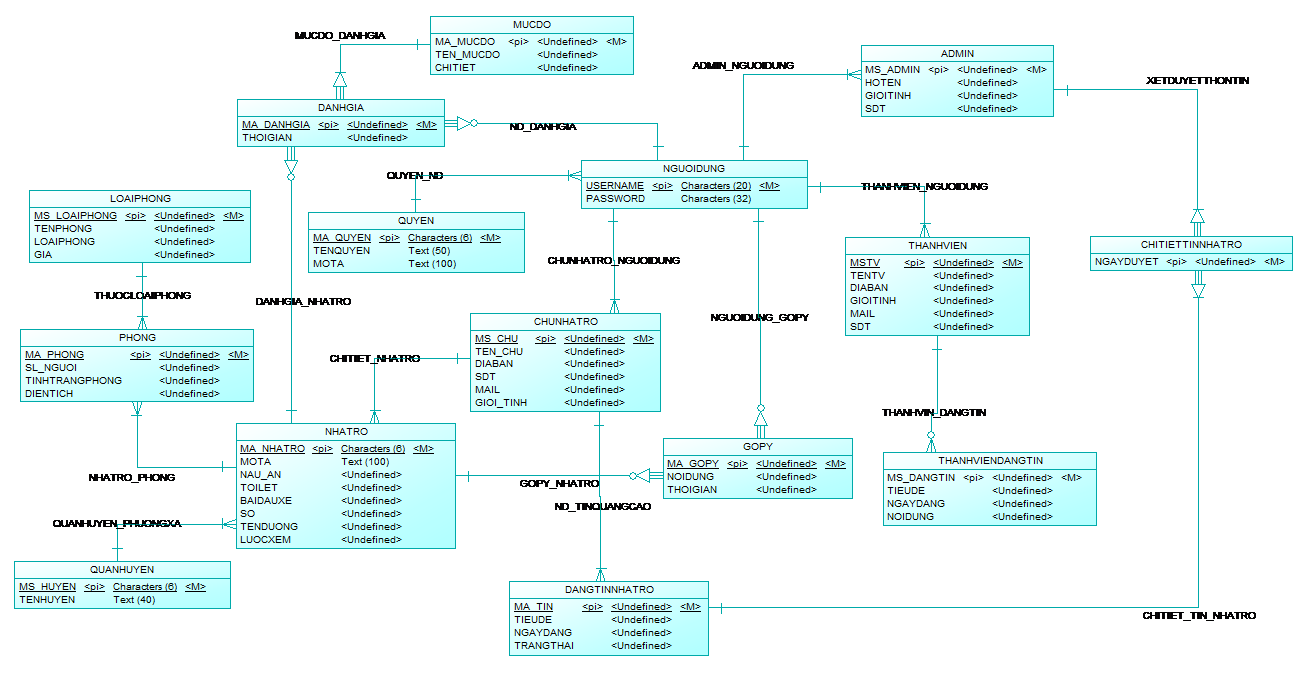 MUCDO
MA_MUCDO <pi> <Undefined> <M>
TEN_MUCDO <Undefined>
CHITIET <Undefined>
MUCDO_DANHGIA
ADMIN
MS_ADMIN <pi> <Undefined> <M>
HOTEN <Undefined>
GIOITINH <Undefined>
SDT <Undefined>
ADMIN_NGUOIDUNG
XETDUYETTHONTIN
DANHGIA
MA_DANHGIA <pi> <Undefined> <M>
THOIGIAN <Undefined>
ND_DANHGIA
NGUOIDUNG
USERNAME <pi> Characters (20) <M>
PASSWORD Characters (32)
QUYEN_ND
THANHVIEN_NGUOIDUNG
LOAIPHONG
MS_LOAIPHONG <pi> <Undefined> <M>
TENPHONG <Undefined>
LOAIPHONG <Undefined>
GIA <Undefined>
QUYEN
MA_QUYEN <pi> Characters (6) <M>
TENQUYEN Text (50)
MOTA Text (100)
THANHVIEN
MSTV <pi> <Undefined> <M>
TENTV <Undefined>
DIABAN <Undefined>
GIOITINH <Undefined>
MAIL <Undefined>
SDT <Undefined>
CHITIETTINNHATRO
NGAYDUYET <pi> <Undefined> <M>
CHUNHATRO_NGUOIDUNG
THUOCLOAIPHONG
DANHGIA_NHATRO
NGUOIDUNG_GOPY
CHUNHATRO
MS_CHU <pi> <Undefined> <M>
TEN_CHU <Undefined>
DIABAN <Undefined>
SDT <Undefined>
MAIL <Undefined>
GIOI_TINH <Undefined>
PHONG
MA_PHONG <pi> <Undefined> <M>
SL_NGUOI <Undefined>
TINHTRANGPHONG <Undefined>
DIENTICH <Undefined>
CHITIET_NHATRO
THANHVIN_DANGTIN
NHATRO
MA_NHATRO <pi> Characters (6) <M>
MOTA Text (100)
NAU_AN <Undefined>
TOILET <Undefined>
BAIDAUXE <Undefined>
SO <Undefined>
TENDUONG <Undefined>
LUOCXEM <Undefined>
GOPY
MA_GOPY <pi> <Undefined> <M>
NOIDUNG <Undefined>
THOIGIAN <Undefined>
THANHVIENDANGTIN
MS_DANGTIN <pi> <Undefined> <M>
TIEUDE <Undefined>
NGAYDANG <Undefined>
NOIDUNG <Undefined>
NHATRO_PHONG
GOPY_NHATRO
ND_TINQUANGCAO
QUANHUYEN_PHUONGXA
QUANHUYEN
MS_HUYEN <pi> Characters (6) <M>
TENHUYEN Text (40)
DANGTINNHATRO
MA_TIN <pi> <Undefined> <M>
TIEUDE <Undefined>
NGAYDANG <Undefined>
TRANGTHAI <Undefined>
CHITIET_TIN_NHATRO